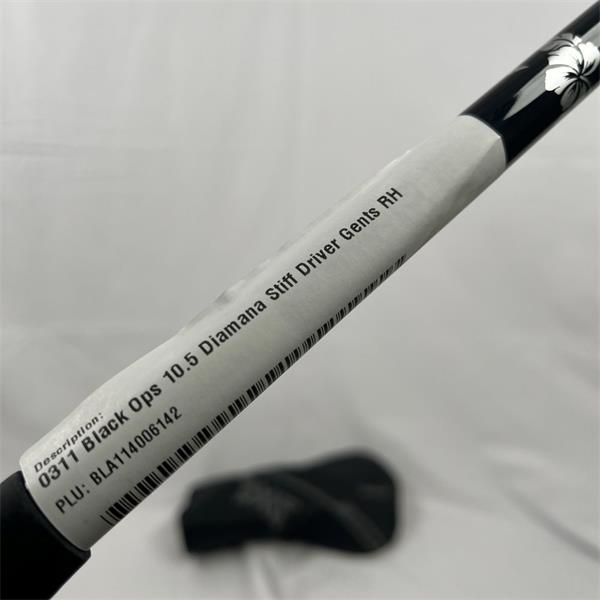 Description:
0311 Black Ops 10.5 Diamana Stiff Driver Gents RH
PLU: BLA114006142